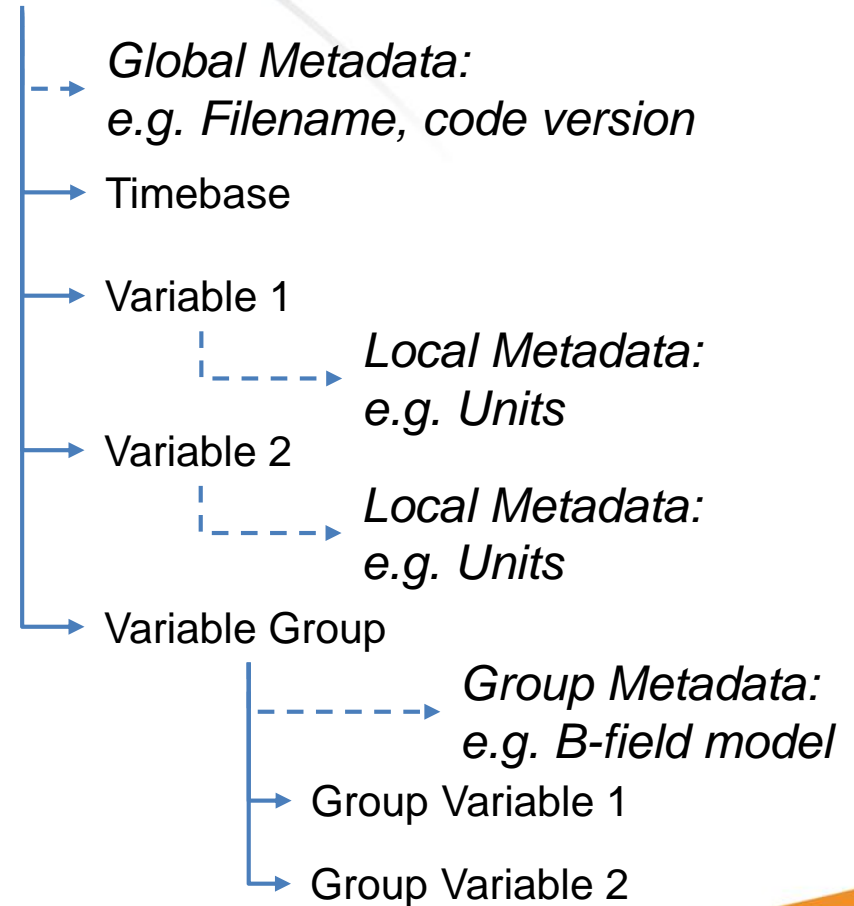 Global Metadata:
e.g. Filename, code version
Timebase
Variable 1
Local Metadata:
e.g. Units
Variable 2
Local Metadata:
e.g. Units
Variable Group
Group Metadata:
e.g. B-field model
Group Variable 1
Group Variable 2